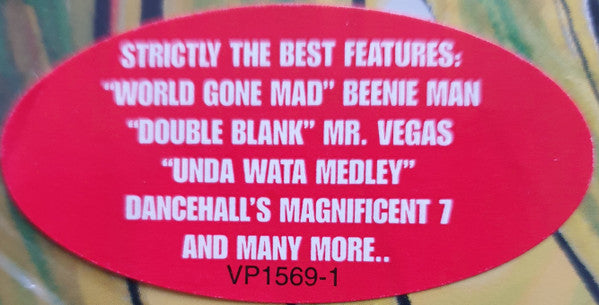 STRICTLY THE BEST FEATURES:
"WORLD GONE MAD" BEENIE MAN
"DOUBLE BLANK" MR. VEGAS
"UNDA WATA MEDLEY"
DANCEHALL'S MAGNIFICENT 7
AND MANY MORE..
VP1569-1